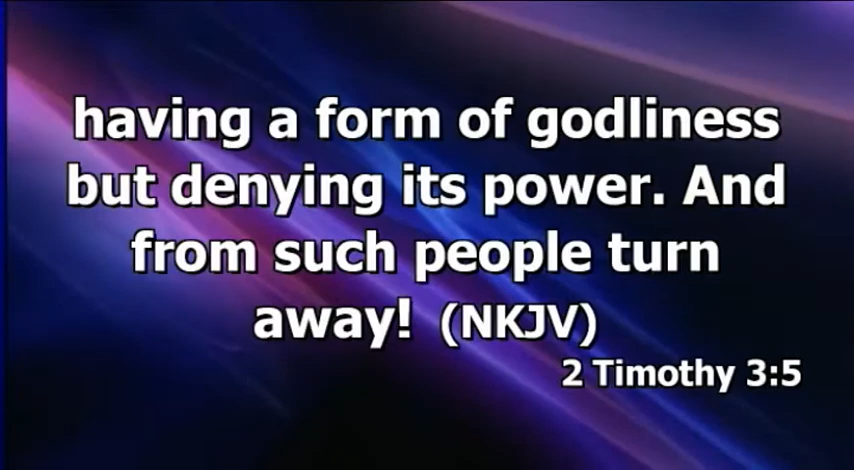 having a form of godliness
but denying its power. And
from such people turn
away! (NKJV)
2 Timothy 3:5